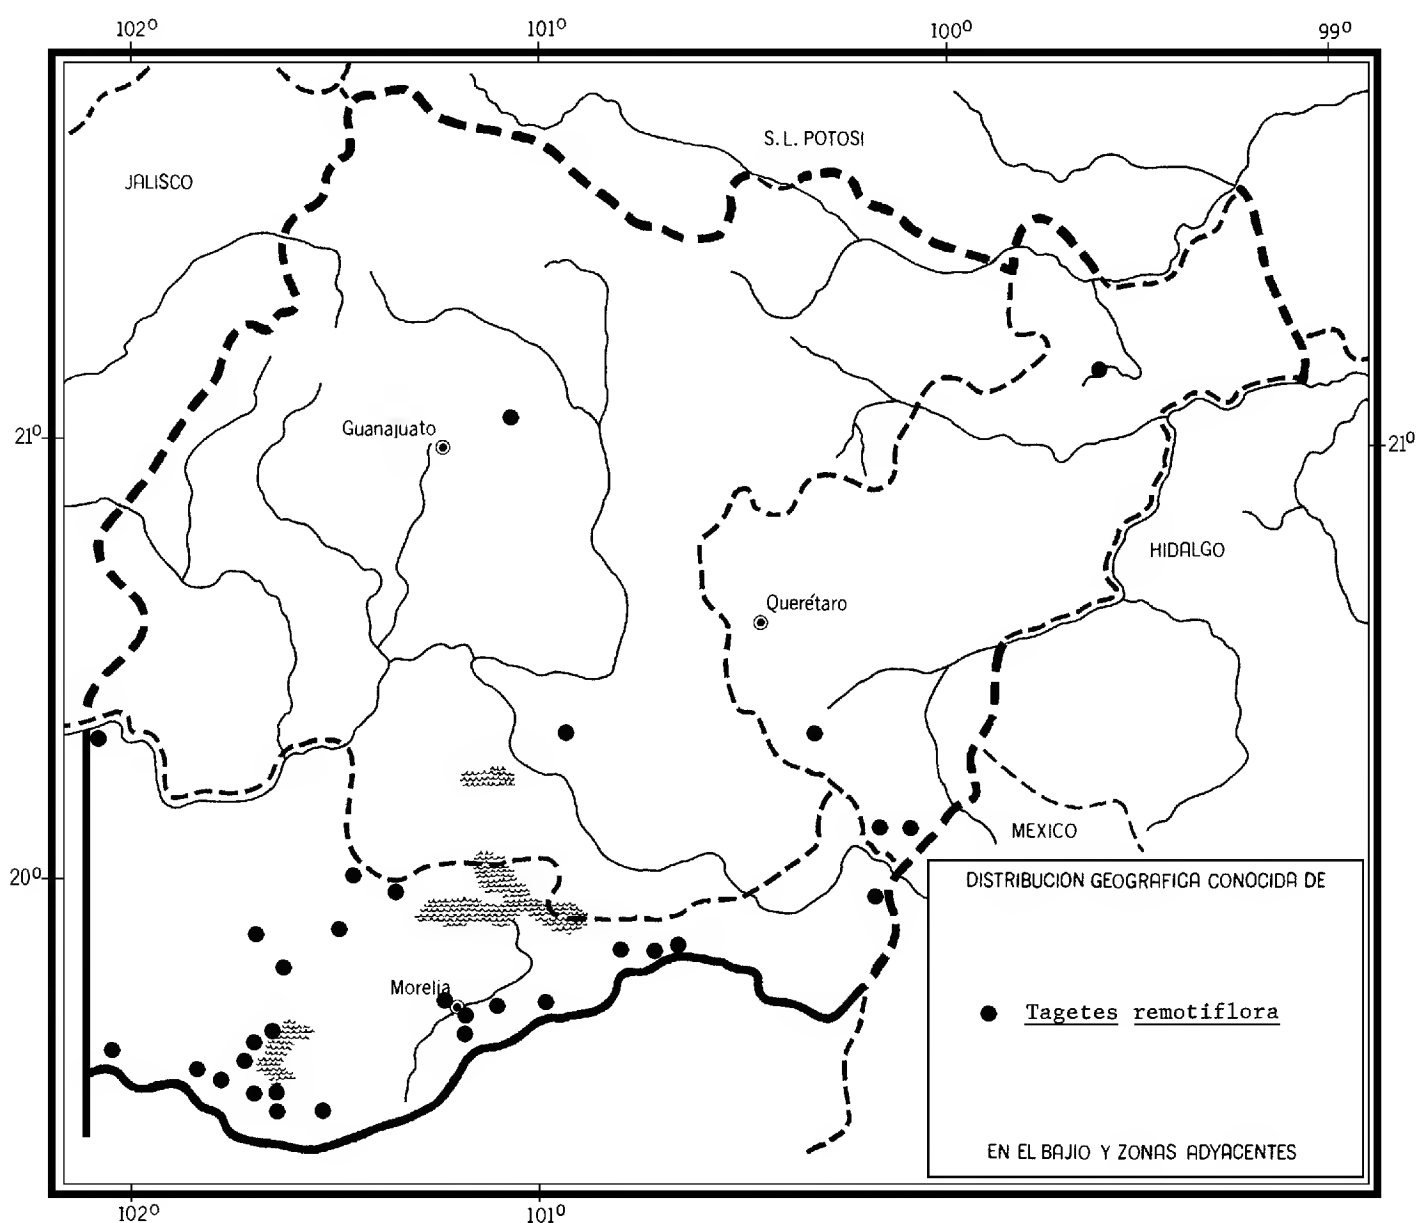 102º 101º 100º 99º
S.L. POTOSI
JALISCO
Guanajuato
21º 21º
HIDALGO
Querétaro
MEXICO
20º
DISTRIBUCION GEOGRAFICA CONOCIDA DE
Morelia
Tagetes remotiflora
EN EL BAJIO Y ZONAS ADYACENTES
102º 101º